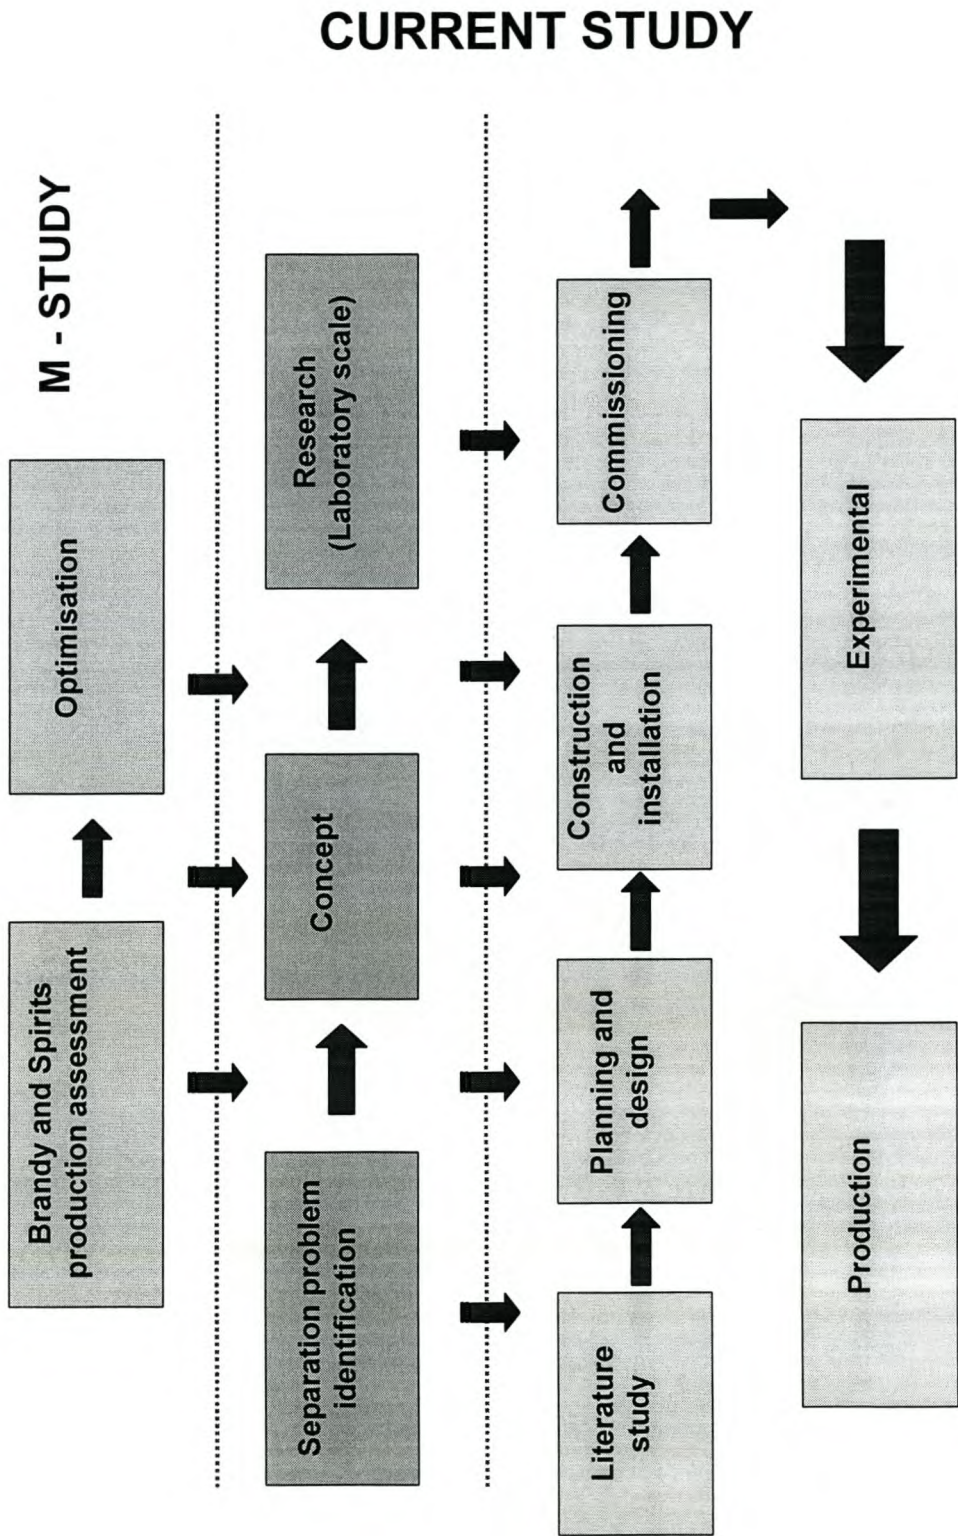 CURRENT STUDY
M - STUDY
Brandy and Spirits
production assessment
Optimisation
Separation problem
identification
Concept
Research
(Laboratory scale)
Literature
study
Planning and
design
Construction
and
installation
Commissioning
Experimental
Production